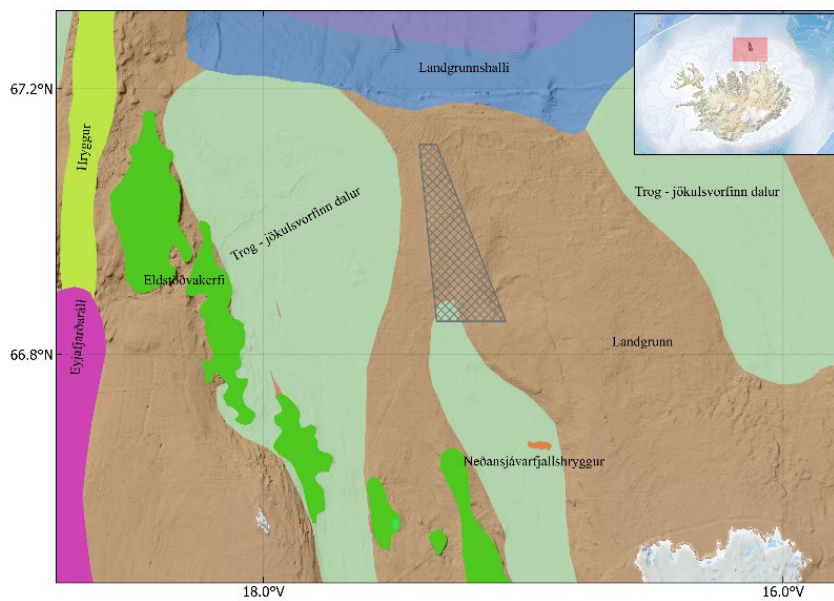 Landgrunnshalli
67.2°N
Hryggur
Trog - jökulsvorfinn dalur
Trog - jökulsvorfinn dalur
Eldstöðvakerfi
Eyjafjarðaráll
Landgrunn
66.8°N
Neðansjávarfjallshryggur
18.0°V
16.0°V